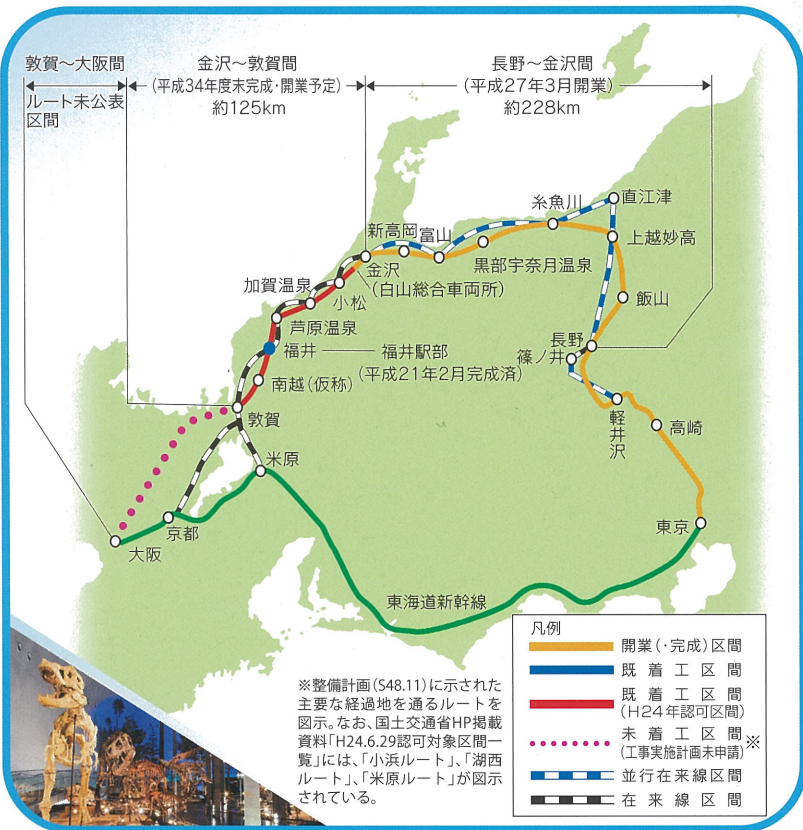 敦賀～大阪間
ルート未公表
区間
金沢～敦賀間
(平成34年度末完成・開業予定)
約125km
長野～金沢間
(平成27年3月開業)
約228km
糸魚川
直江津
新高岡
富山
上越妙高
金沢
黒部宇奈月温泉
加賀温泉
小松
(白山総合車両所)
飯山
芦原温泉
福井
福井駅部
(平成21年2月完成済)
長野
篠ノ井
南越(仮称)
敦賀
軽井沢
高崎
米原
京都
大阪
東京
東海道新幹線
※整備計画(S48.11)に示された
主要な経過地を通るルートを
図示。なお、国土交通省HP掲載
資料「H24.6.29認可対象区間一
覧」には、「小浜ルート」、「湖西
ルート」、「米原ルート」が図示
されている。
凡例
開業(・完成)区間
既着工区間
既着工区間
(H24年認可区間)
未着工区間
(工事実施計画未申請)※
並行在来線区間
在来線区間